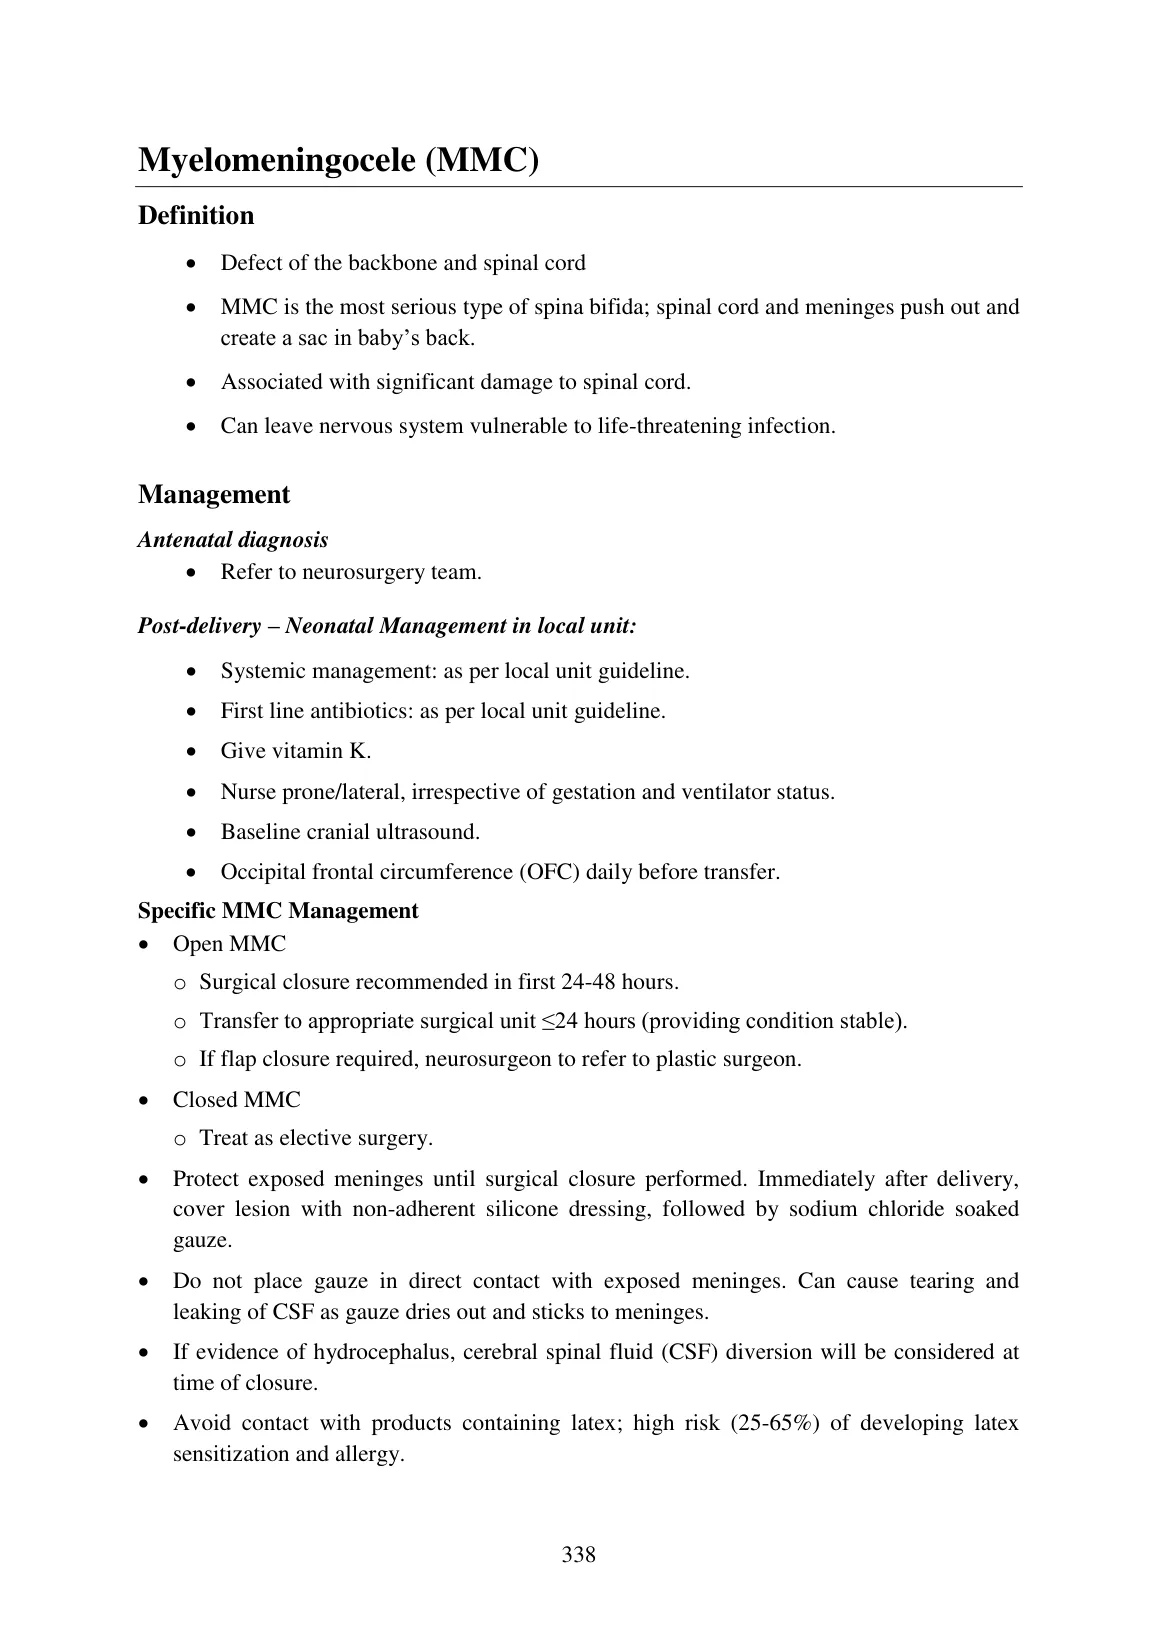 Myelomeningocele (MMC)
Definition
• Defect of the backbone and spinal cord
• MMC is the most serious type of spina bifida; spinal cord and meninges push out and
create a sac in baby’s back.
• Associated with significant damage to spinal cord.
• Can leave nervous system vulnerable to life-threatening infection.
Management
Antenatal diagnosis
• Refer to neurosurgery team.
Post-delivery – Neonatal Management in local unit:
• Systemic management: as per local unit guideline.
• First line antibiotics: as per local unit guideline.
• Give vitamin K.
• Nurse prone/lateral, irrespective of gestation and ventilator status.
• Baseline cranial ultrasound.
• Occipital frontal circumference (OFC) daily before transfer.
Specific MMC Management
• Open MMC
o Surgical closure recommended in first 24-48 hours.
o Transfer to appropriate surgical unit ≤24 hours (providing condition stable).
o If flap closure required, neurosurgeon to refer to plastic surgeon.
• Closed MMC
o Treat as elective surgery.
• Protect exposed meninges until surgical closure performed. Immediately after delivery,
cover lesion with non-adherent silicone dressing, followed by sodium chloride soaked
gauze.
• Do not place gauze in direct contact with exposed meninges. Can cause tearing and
leaking of CSF as gauze dries out and sticks to meninges.
• If evidence of hydrocephalus, cerebral spinal fluid (CSF) diversion will be considered at
time of closure.
• Avoid contact with products containing latex; high risk (25-65%) of developing latex
sensitization and allergy.
338